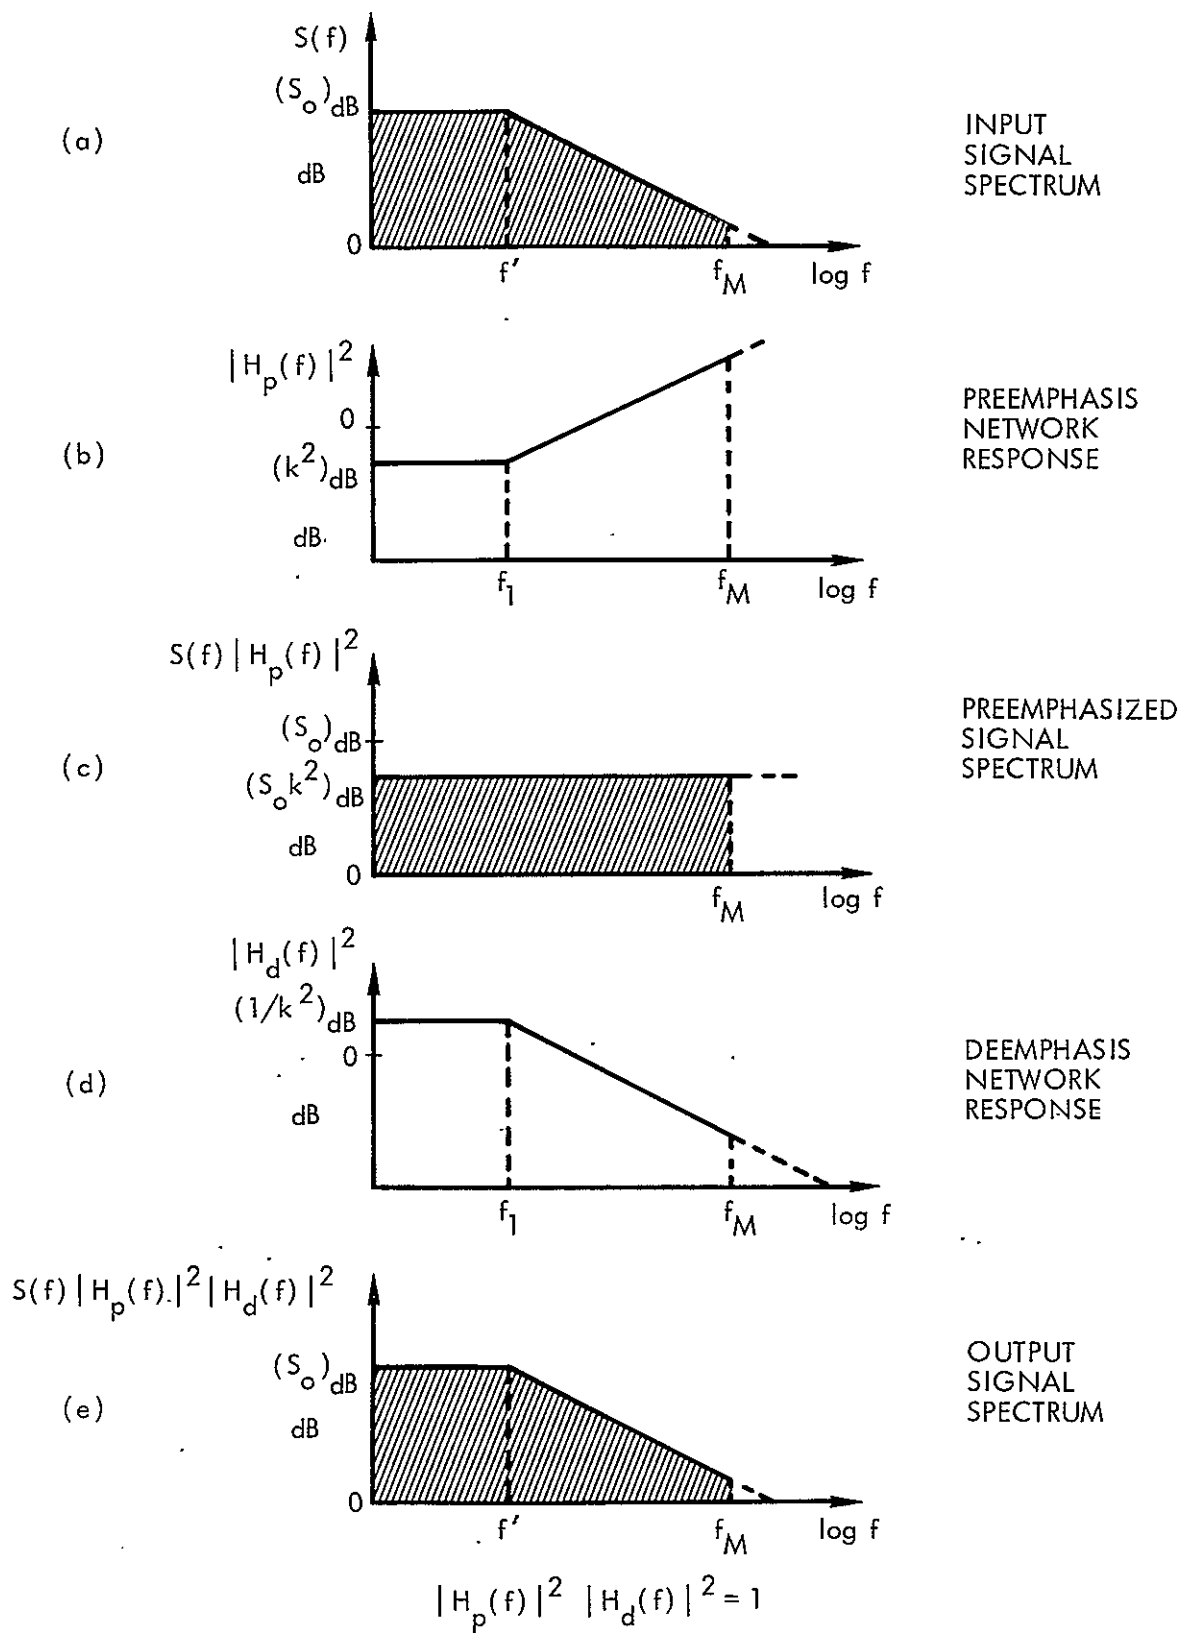 S(f)
(S_o)_dB
(a)
dB
0
f′
f_M
log f
INPUT
SIGNAL
SPECTRUM
|H_p(f)|^2
0
(b)
(k^2)_dB
dB
f_1
f_M
log f
PREEMPHASIS
NETWORK
RESPONSE
S(f)|H_p(f)|^2
(S_o)_dB
(c)
(S_o k^2)_dB
dB
0
f_M
log f
PREEMPHASIZED
SIGNAL
SPECTRUM
|H_d(f)|^2
(1/k^2)_dB
0
(d)
dB
f_1
f_M
log f
DEEMPHASIS
NETWORK
RESPONSE
S(f)|H_p(f)|^2|H_d(f)|^2
(S_o)_dB
(e)
dB
0
f′
f_M
log f
OUTPUT
SIGNAL
SPECTRUM
|H_p(f)|^2 |H_d(f)|^2 = 1